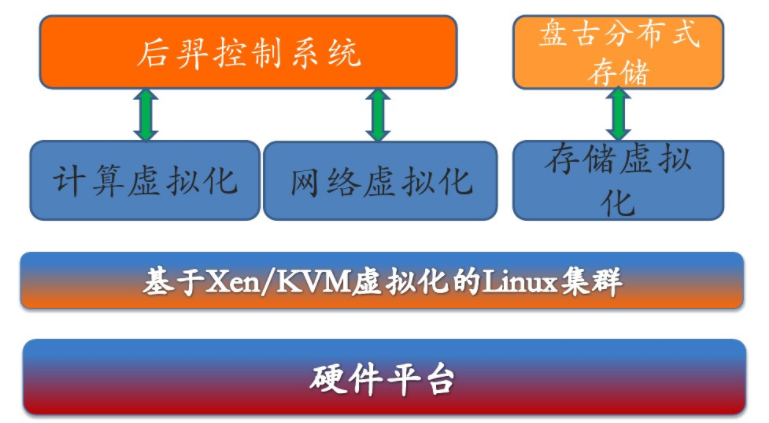 后羿控制系统
盘古分布式
存储
计算虚拟化
网络虚拟化
存储虚拟
化
基于Xen/KVM虚拟化的Linux集群
硬件平台